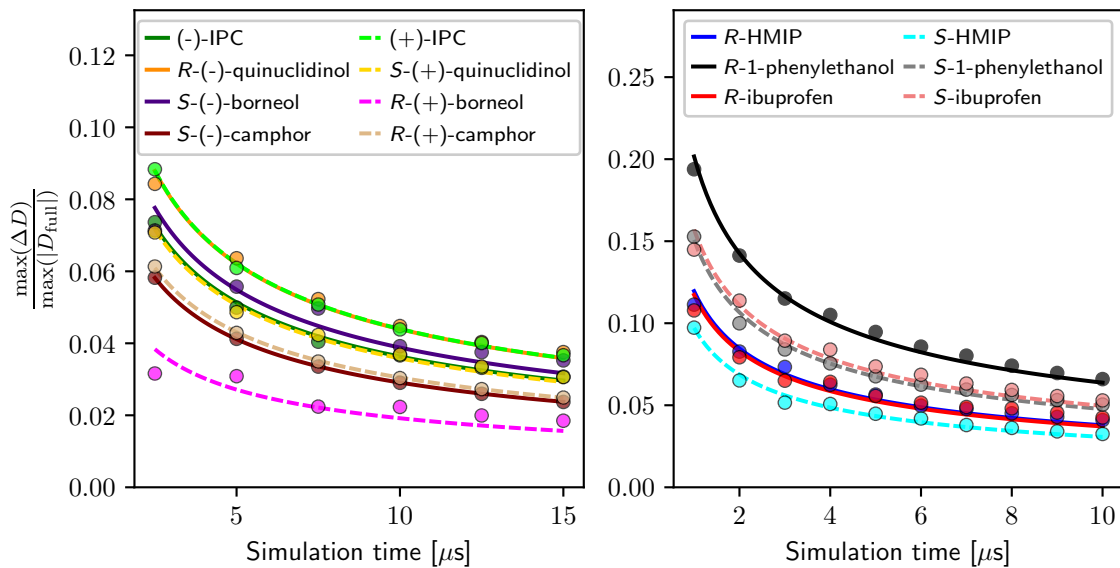 max(ΔD)
max(|D_full|)
0.12
0.10
0.08
0.06
0.04
0.02
0.00
(-)-IPC
R-(-)-quinuclidinol
S-(-)-borneol
S-(-)-camphor
(+)-IPC
S-(+)-quinuclidinol
R-(+)-borneol
R-(+)-camphor
5 10 15
Simulation time [μs]
0.25
0.20
0.15
0.10
0.05
0.00
R-HMIP
R-1-phenylethanol
R-ibuprofen
S-HMIP
S-1-phenylethanol
S-ibuprofen
2 4 6 8 10
Simulation time [μs]